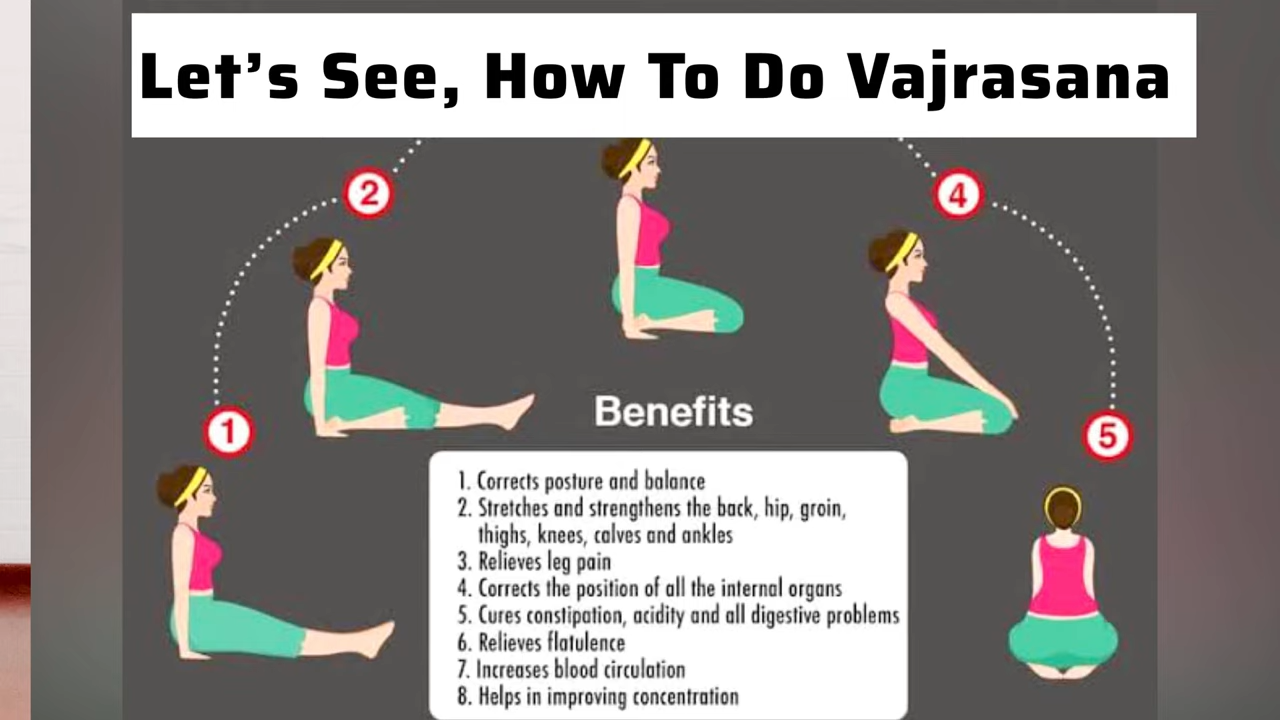 Let's See, How To Do Vajrasana
2
4
1
5
Benefits
1. Corrects posture and balance
2. Stretches and strengthens the back, hip, groin,
thighs, knees, calves and ankles
3. Relieves leg pain
4. Corrects the position of all the internal organs
5. Cures constipation, acidity and all digestive problems
6. Relieves flatulence
7. Increases blood circulation
8. Helps in improving concentration